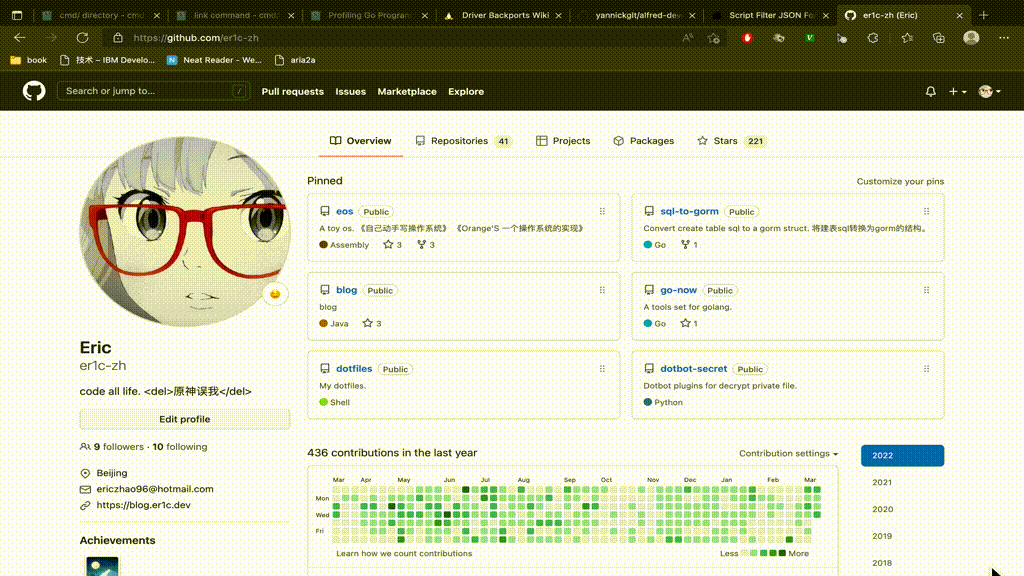 cmd/ directory - cmd
link command - cmd.
Profiling Go Program
Driver Backports Wiki
yannickglt/alfred-dev
Script Filter JSON Fo
er1c-zh (Eric)
https://github.com/er1c-zh
book
技术 – IBM Develo...
Neat Reader - We...
aria2a
Search or jump to...
/
Pull requests
Issues
Marketplace
Explore
Overview
Repositories 41
Projects
Packages
Stars 221
Pinned
Customize your pins
eos Public
A toy os. 《自己动手写操作系统》 《Orange'S 一个操作系统的实现》
Assembly 3 3
sql-to-gorm Public
Convert create table sql to a gorm struct. 将建表sql转换为gorm的结构。
Go 1
blog Public
blog
Java 3
go-now Public
A tools set for golang.
Go 1
dotfiles Public
My dotfiles.
Shell
dotbot-secret Public
Dotbot plugins for decrypt private file.
Python
Eric
er1c-zh
code all life. <del>原神误我</del>
Edit profile
9 followers · 10 following
Beijing
ericzhao96@hotmail.com
https://blog.er1c.dev
Achievements
436 contributions in the last year
Contribution settings
Mar Apr May Jun Jul Aug Sep Oct Nov Dec Jan Feb Mar
Mon
Wed
Fri
Learn how we count contributions
Less More
2022
2021
2020
2019
2018